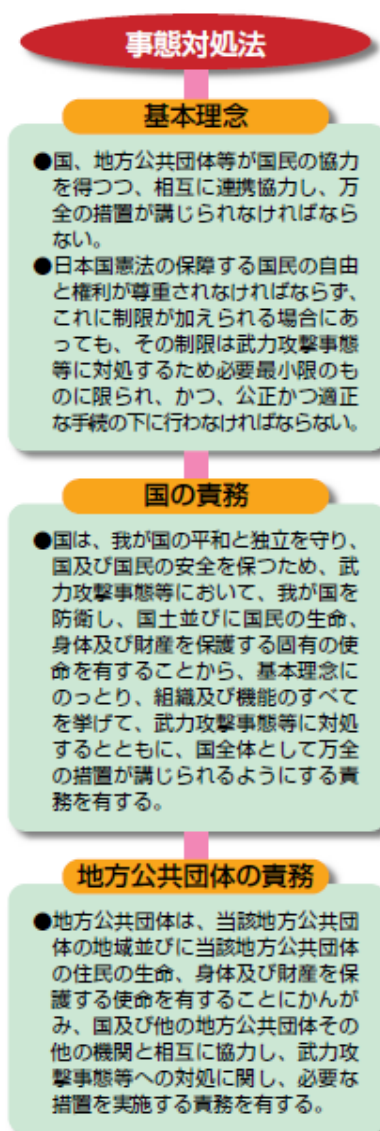 事態対処法
基本理念
●国、地方公共団体等が国民の協力
を得つつ、相互に連携協力し、万
全の措置が講じられなければなら
ない。
●日本国憲法の保障する国民の自由
と権利が尊重されなければならず、
これに制限が加えられる場合にあ
っても、その制限は武力攻撃事態
等に対処するため必要最小限のも
のに限られ、かつ、公正かつ適正
な手続の下に行わなければならない。
国の責務
●国は、我が国の平和と独立を守り、
国及び国民の安全を保つため、武
力攻撃事態等において、我が国を
防衛し、国土並びに国民の生命、
身体及び財産を保護する固有の使
命を有することから、基本理念に
のっとり、組織及び機能のすべて
を挙げて、武力攻撃事態等に対処
するとともに、国全体として万全
の措置が講じられるようにする責
務を有する。
地方公共団体の責務
●地方公共団体は、当該地方公共団
体の地域並びに当該地方公共団体
の住民の生命、身体及び財産を保
護する使命を有することにかんが
み、国及び他の地方公共団体その
他の機関と相互に協力し、武力攻
撃事態等への対処に関し、必要な
措置を実施する責務を有する。